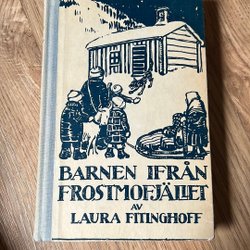 BARNEN IFRÅN
FROSTMOFJÄLLET
AV
LAURA FITINGHOFF